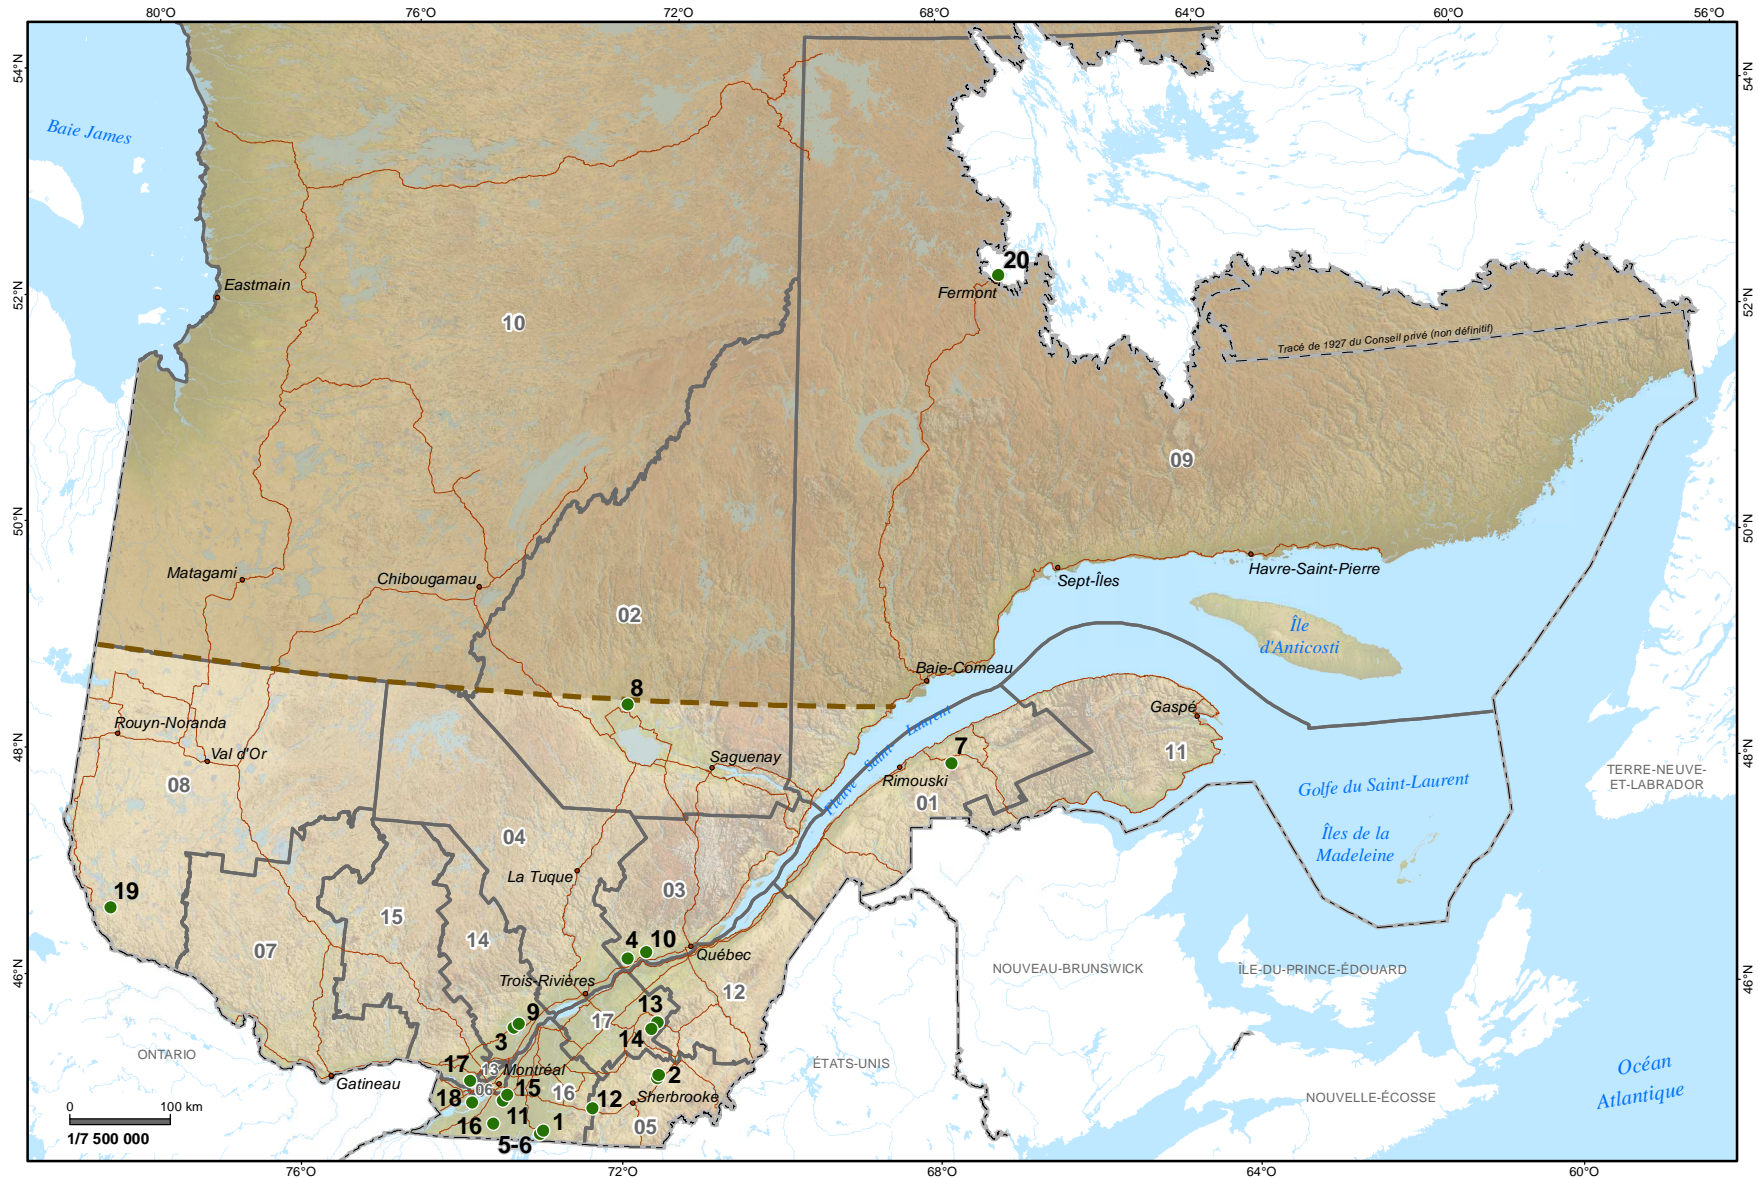 80°O
76°O
72°O
68°O
64°O
60°O
56°O
54°N
54°N
Baie James
20
Fermont
Eastmain
52°N
52°N
10
Tracé de 1927 du Conseil privé (non définitif)
09
50°N
50°N
Matagami
Chibougamau
Sept-Îles
Havre-Saint-Pierre
02
Île
d'Anticosti
Baie-Comeau
8
Rouyn-Noranda
Gaspé
Fleuve Saint- Laurent
48°N
48°N
Val d'Or
Saguenay
7
11
Rimouski
08
01
TERRE-NEUVE-
ET-LABRADOR
Golfe du Saint-Laurent
Îles de la
Madeleine
04
La Tuque
03
19
15
14
07
4
10
Québec
46°N
46°N
NOUVEAU-BRUNSWICK
ÎLE-DU-PRINCE-ÉDOUARD
Trois-Rivières
12
13
9
3
17
14
ONTARIO
ÉTATS-UNIS
17
13
Montréal
2
Gatineau
06
15
16
Sherbrooke
18
11
12
NOUVELLE-ÉCOSSE
Océan
Atlantique
0
100 km
16
1
05
1/7 500 000
5-6
76°O
72°O
68°O
64°O
60°O